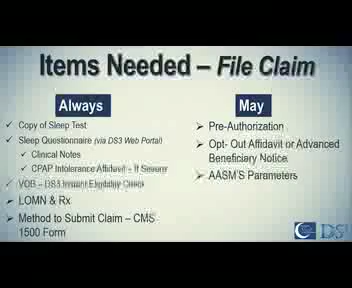 Items Needed – File Claim
Always
✓ Copy of Sleep Test
✓ Sleep Questionnaire (via DS3 Web Portal)
✓ Clinical Notes
✓ CPAP Intolerance Affidavit – If Severe
✓ VOB – DS3 Instant Eligibility Check
➢ LOMN & Rx
➢ Method to Submit Claim – CMS
1500 Form
May
➢ Pre-Authorization
➢ Opt- Out Affidavit or Advanced
Beneficiary Notice
➢ AASM'S Parameters
DS3